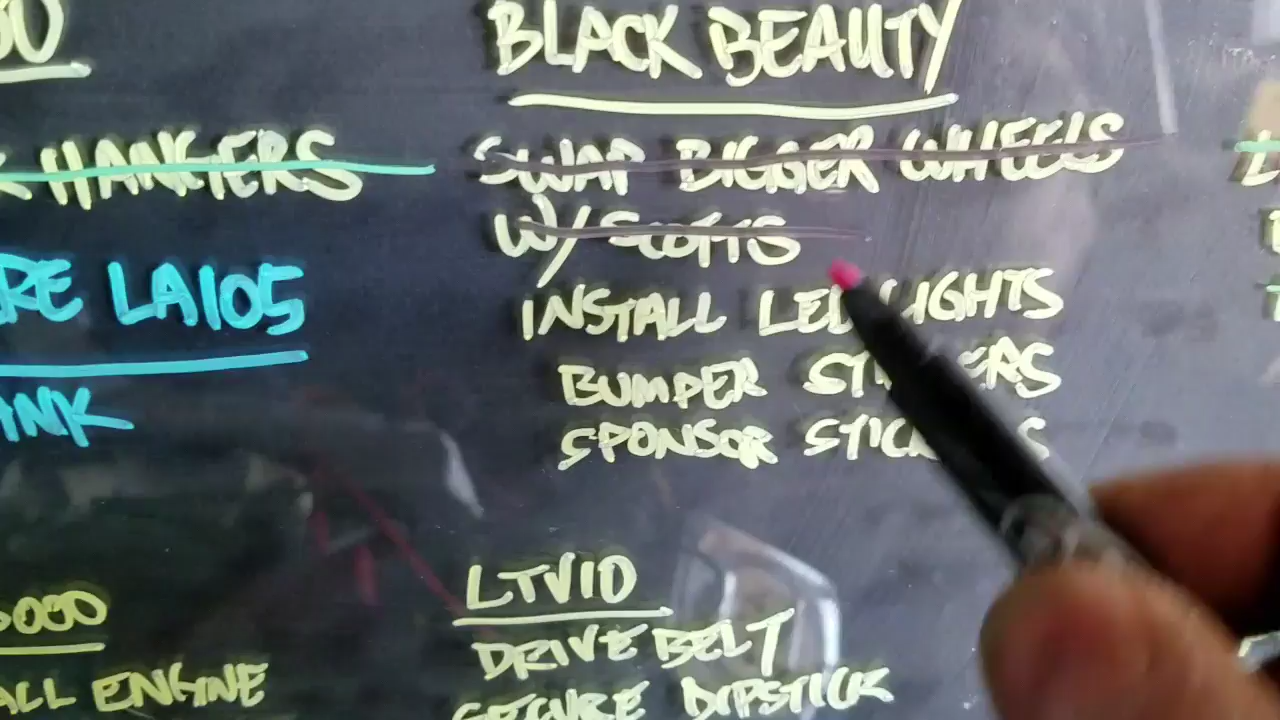 BLACK BEAUTY
SWAP BIGGER WHEELS
W/ SCOTTS
INSTALL LED LIGHTS
BUMPER STICKERS
SPONSOR STICKERS
HANGERS
LA105
LTV10
DRIVE BELT
SECURE DIPSTICK
ENGINE